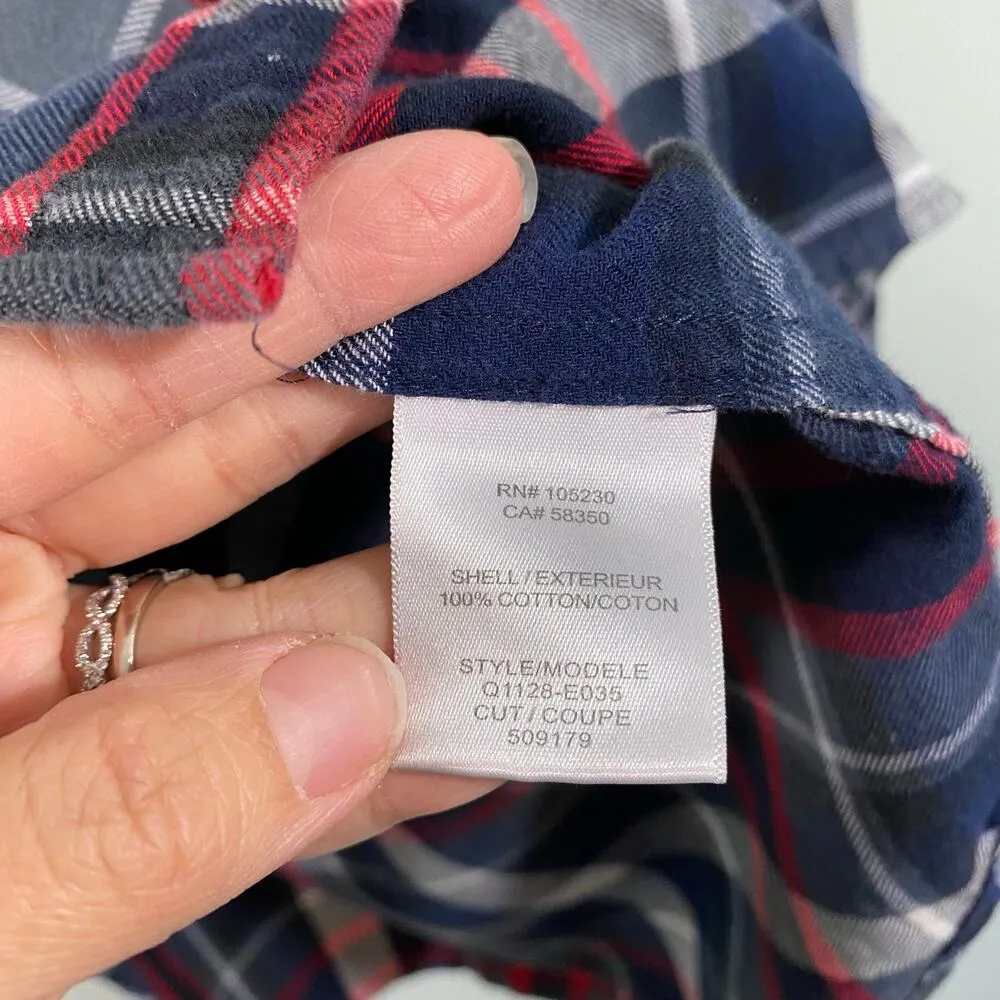 RN# 105230
CA# 58350
SHELL/EXTERIEUR
100% COTTON/COTON
STYLE/MODELE
Q1128-E035
CUT/COUPE
509179